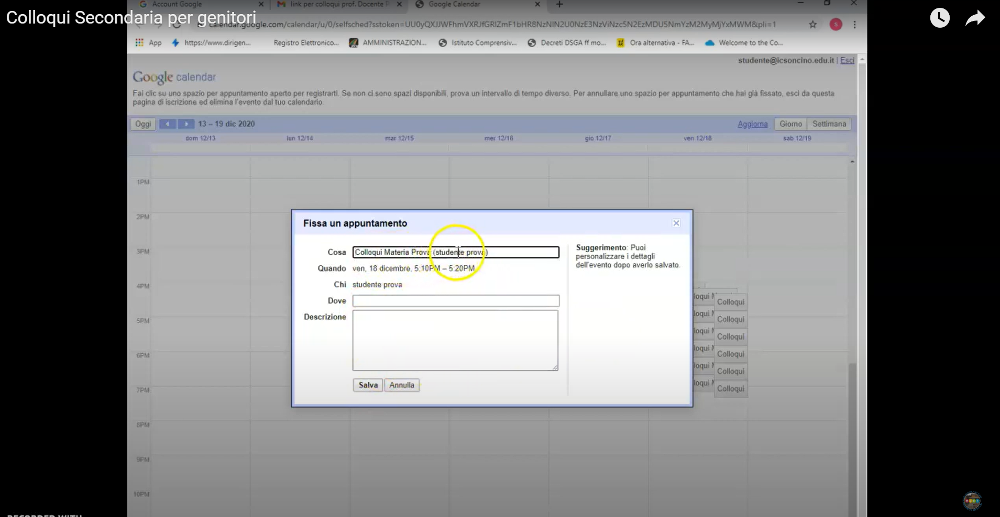 Colloqui Secondaria per genitori
Account Google
link per colloqui prof. Docente P
Google Calendar
calendar.google.com/calendar/u/0/selfsched?sstoken=UU0yQXJJWFhmVXRJfGRlZmF1bHR8NzNlN2U0NzE3NzViNzc5N2EzMDU5NmYzM2MyMjYxMWM&pli=1
S
App
https://www.dirigen...
Registro Elettronico...
AMMINISTRAZION...
Istituto Comprensiv...
Decreti DSGA ff mo...
Ora alternativa - FA...
Welcome to the Co...
studente@icsoncino.edu.it | Esci
Google calendar
Fai clic su uno spazio per appuntamento aperto per registrarti. Se non ci sono spazi disponibili, prova un intervallo di tempo diverso. Per annullare uno spazio per appuntamento che hai già fissato, esci da questa
pagina di iscrizione ed elimina l'evento dal tuo calendario.
Oggi
13 – 19 dic 2020
Aggiorna
Giorno
Settimana
dom 12/13
lun 12/14
mar 12/15
mer 12/16
gio 12/17
ven 12/18
sab 12/19
1PM
2PM
3PM
4PM
5PM
6PM
7PM
8PM
9PM
10PM
Fissa un appuntamento
Cosa Colloqui Materia Prova (studente prova)
Quando ven, 18 dicembre, 5:10PM – 5:20PM
Chi studente prova
Dove
Descrizione
Salva
Annulla
Suggerimento: Puoi
personalizzare i dettagli
dell'evento dopo averlo salvato.
loqui M Colloqui
loqui M Colloqui
loqui M Colloqui
loqui M Colloqui
loqui M Colloqui
loqui M Colloqui
RECORDED WITH